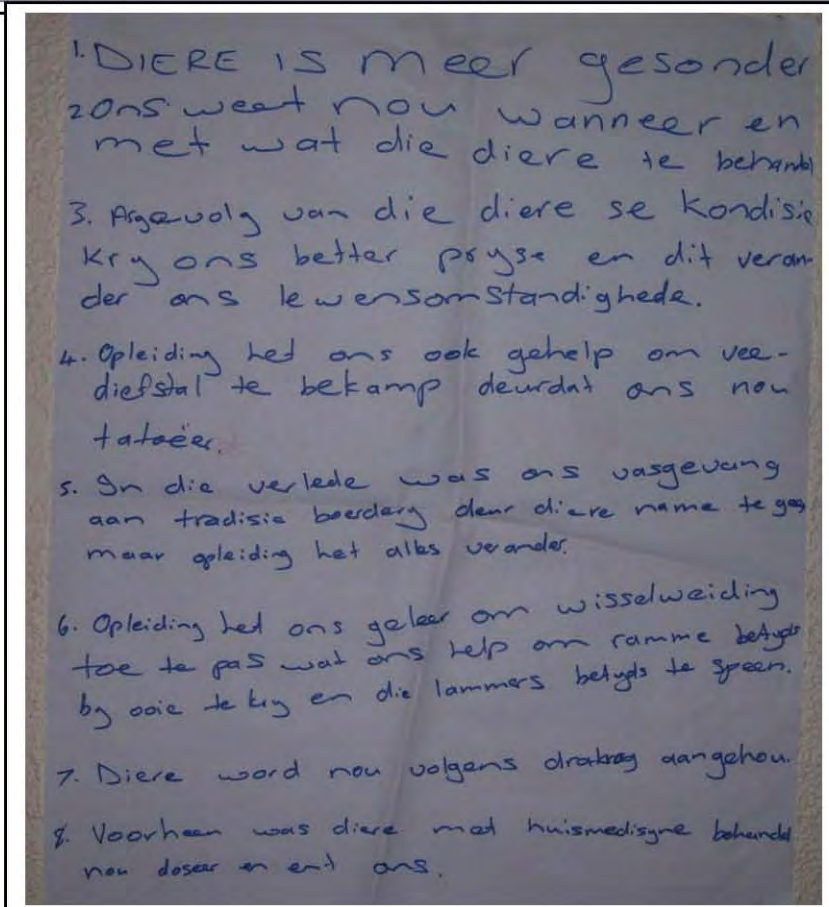 1. DIERE IS meer gesonder
2 Ons weet nou wanneer en
met wat die diere te behandel
3. Asgevolg van die diere se kondisie
kry ons better pryse en dit veran-
der ons lewensomstandighede.
4. Opleiding het ons ook gehelp om vee-
diefstal te bekamp deurdat ons nou
tatoëer.
5. In die verlede was ons vasgevang
aan tradisie boerdery deur diere name te gee
maar opleiding het alles verander.
6. Opleiding het ons geleer om wisselweiding
toe te pas wat ons help om ramme betyds
by ooie te kry en die lammers betyds te speen.
7. Diere word nou volgens drakrag aangehou.
8. Voorheen was diere met huismedisyne behandel
nou doseer en ent ons.